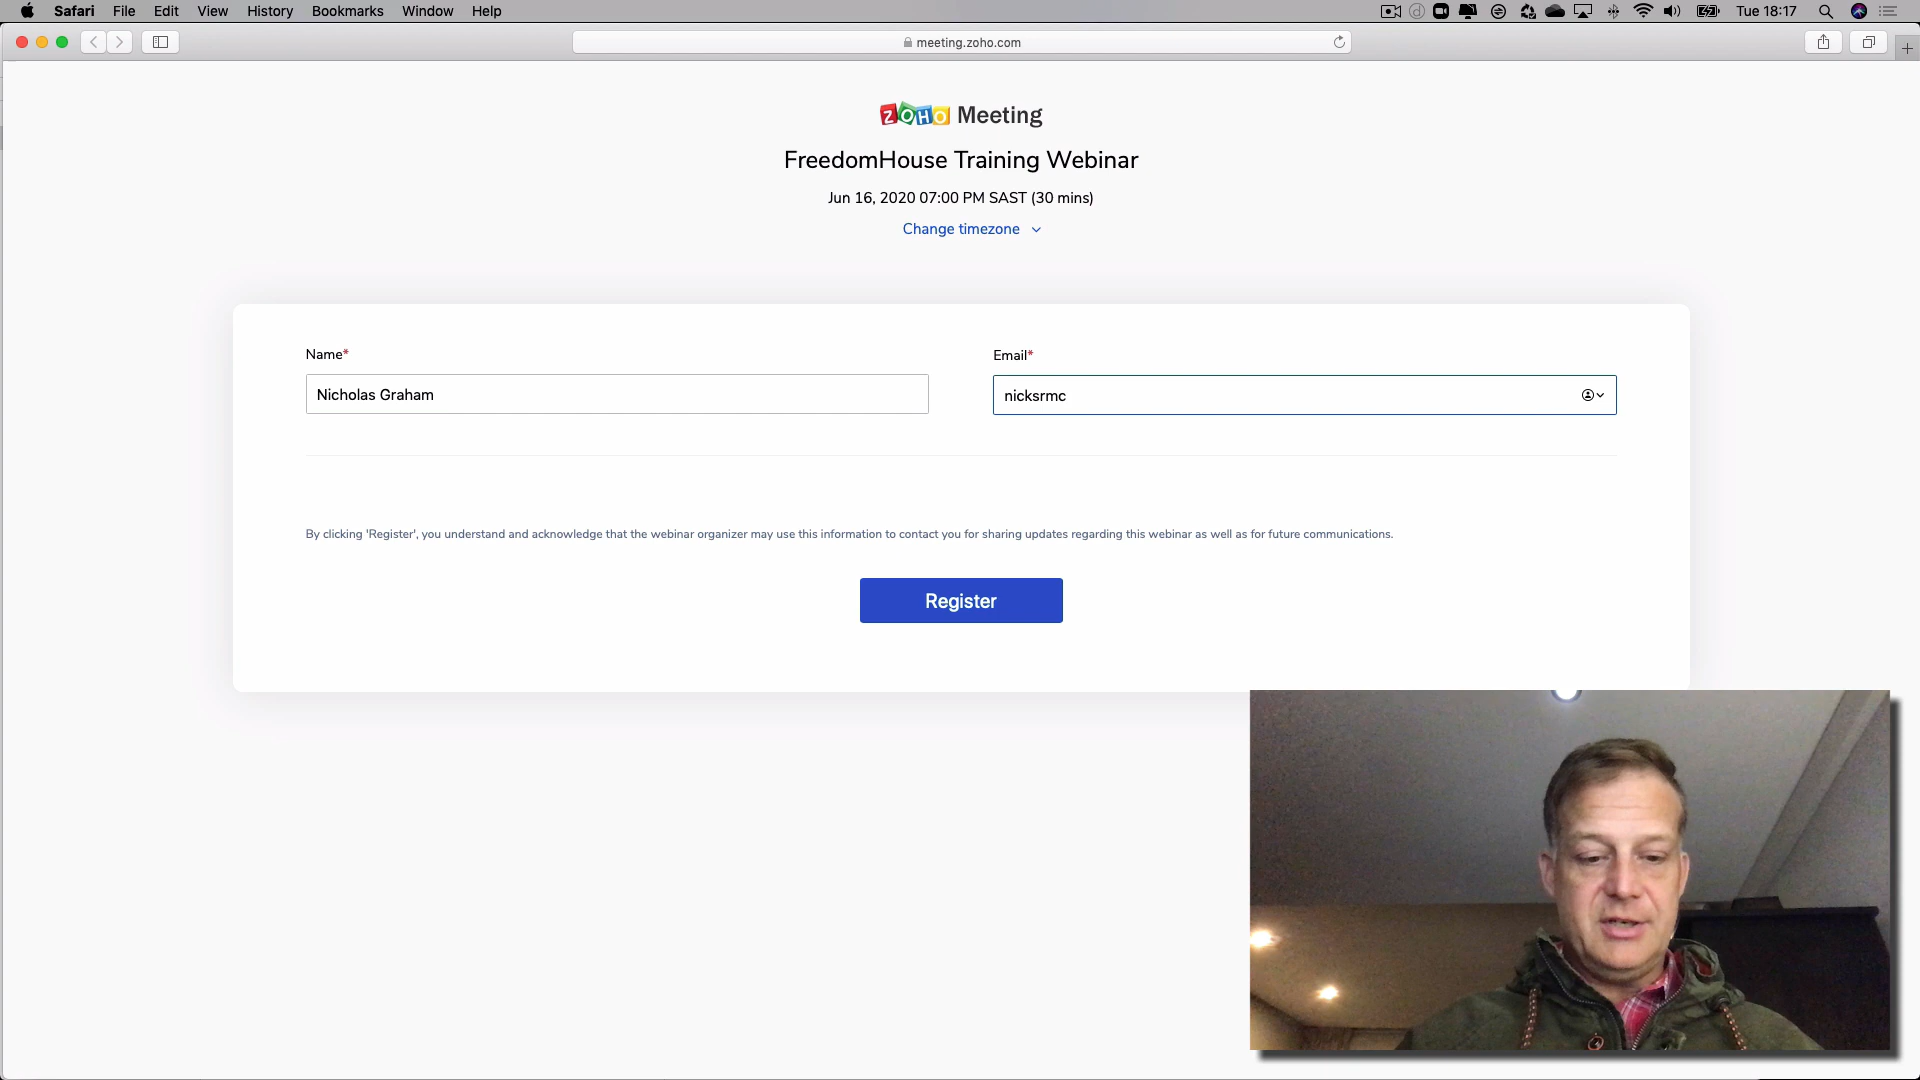 Safari File Edit View History Bookmarks Window Help Tue 18:17
meeting.zoho.com
ZOHO Meeting
FreedomHouse Training Webinar
Jun 16, 2020 07:00 PM SAST (30 mins)
Change timezone
Name* Email*
Nicholas Graham nicksrmc
By clicking 'Register', you understand and acknowledge that the webinar organizer may use this information to contact you for sharing updates regarding this webinar as well as for future communications.
Register